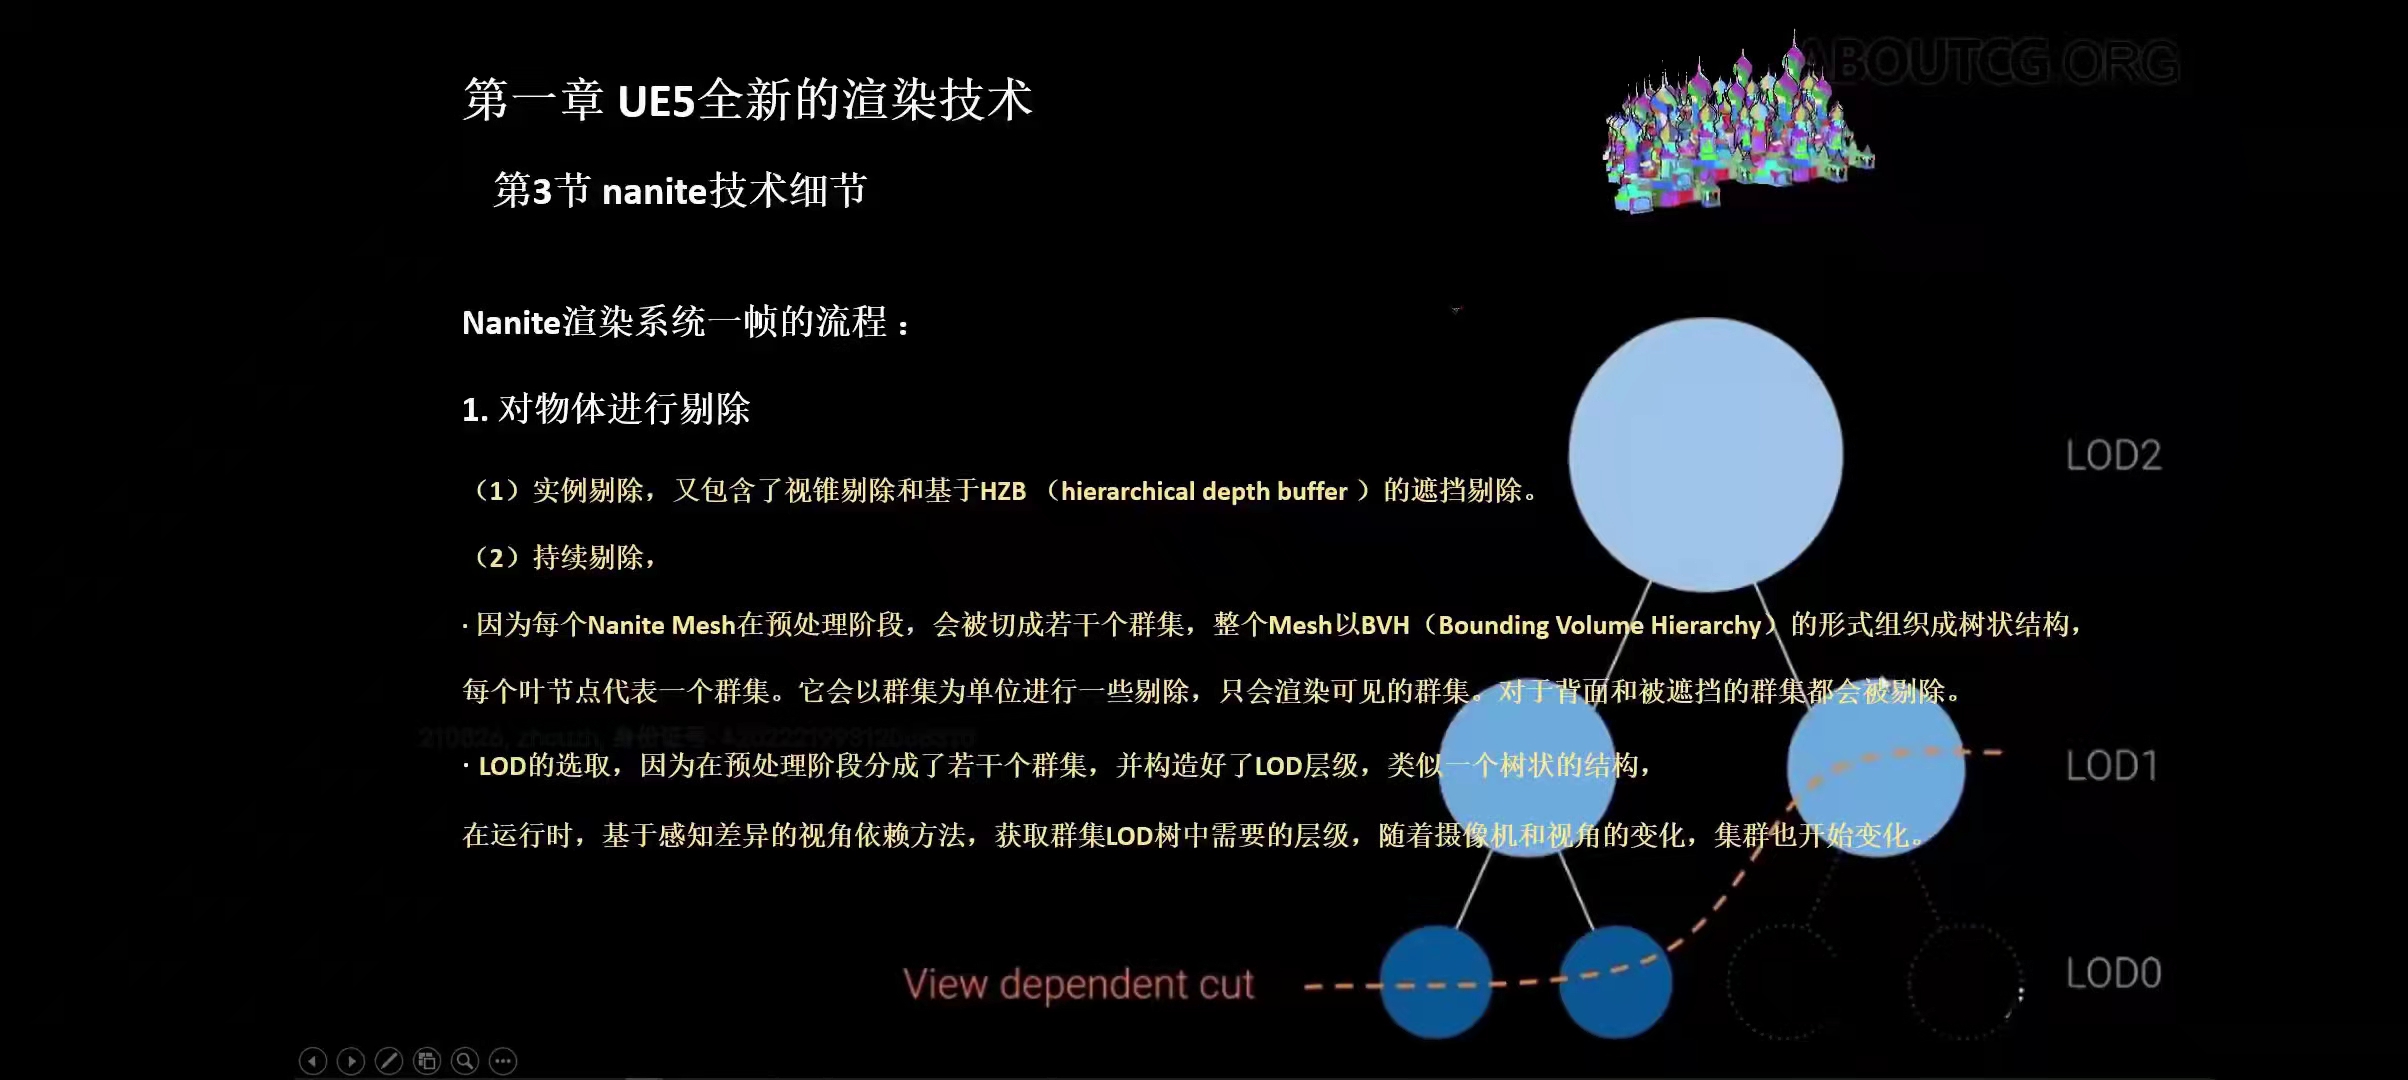 ABOUTCG.ORG
第一章 UE5全新的渲染技术
第3节 nanite技术细节
Nanite渲染系统一帧的流程：
1. 对物体进行剔除
（1）实例剔除，又包含了视锥剔除和基于HZB （hierarchical depth buffer ）的遮挡剔除。
（2）持续剔除，
· 因为每个Nanite Mesh在预处理阶段，会被切成若干个群集，整个Mesh以BVH（Bounding Volume Hierarchy）的形式组织成树状结构，
每个叶节点代表一个群集。它会以群集为单位进行一些剔除，只会渲染可见的群集。对于背面和被遮挡的群集都会被剔除。
· LOD的选取，因为在预处理阶段分成了若干个群集，并构造好了LOD层级，类似一个树状的结构，
在运行时，基于感知差异的视角依赖方法，获取群集LOD树中需要的层级，随着摄像机和视角的变化，集群也开始变化。
LOD2
LOD1
LOD0
View dependent cut